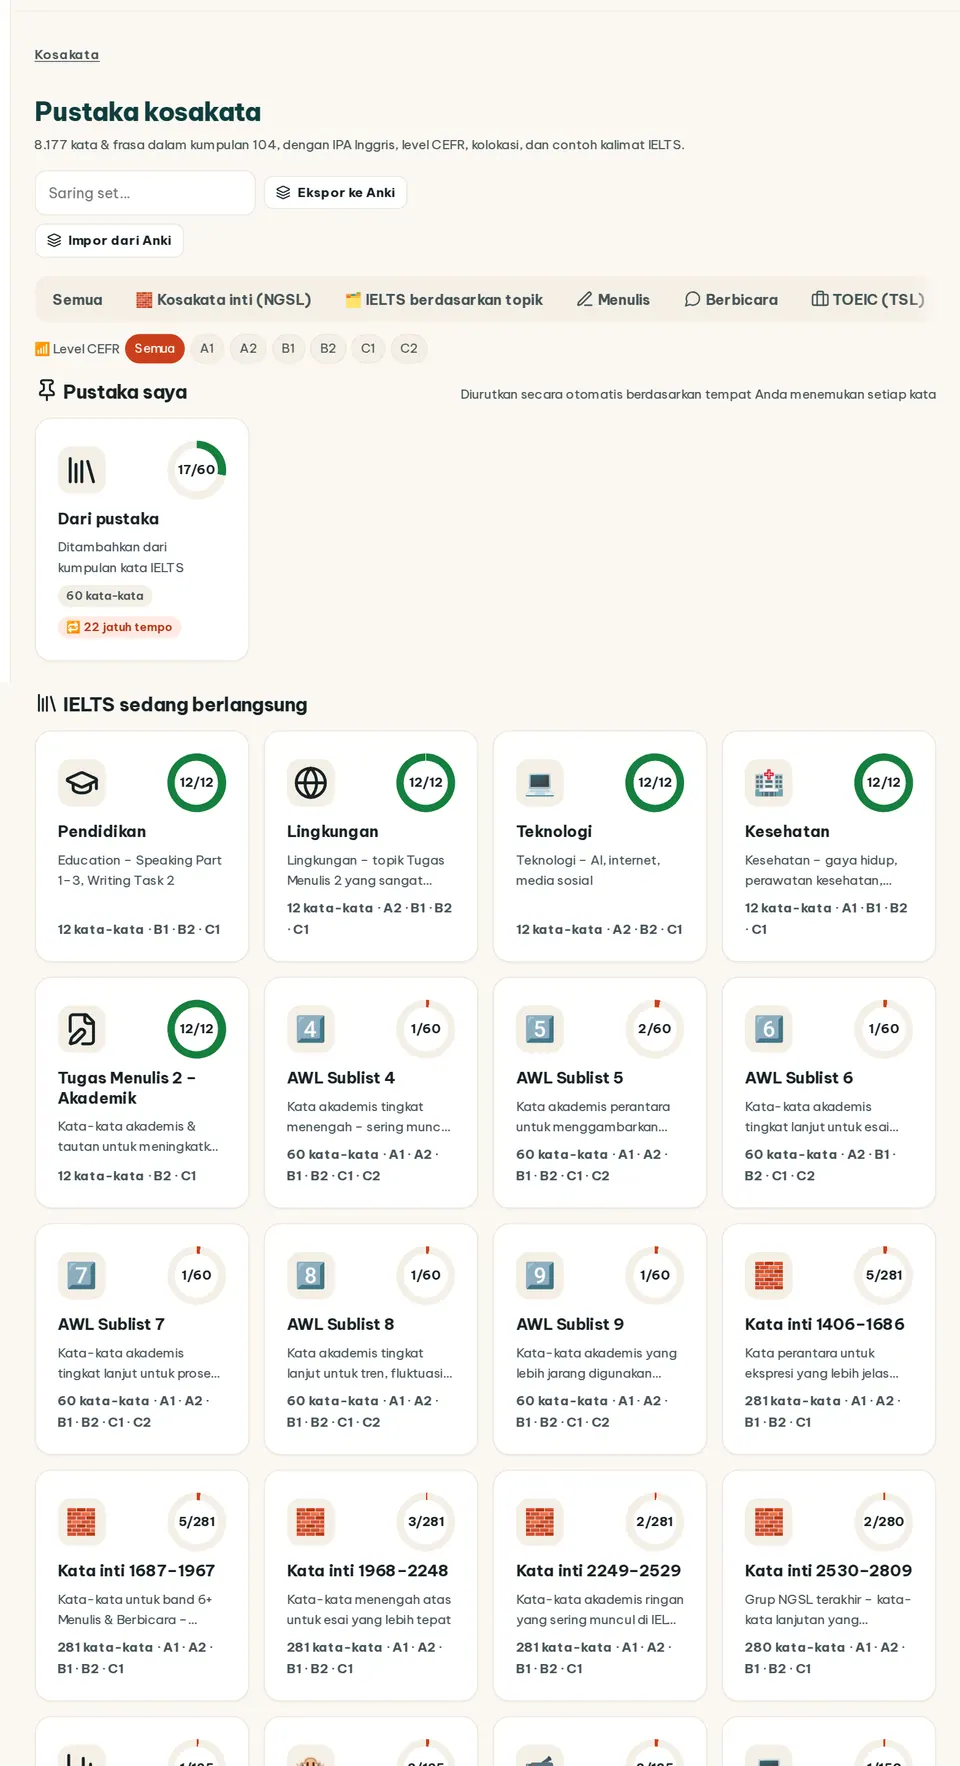 Kosakata
Pustaka kosakata
8.177 kata & frasa dalam kumpulan 104, dengan IPA Inggris, level CEFR, kolokasi, dan contoh kalimat IELTS.
Saring set...
Ekspor ke Anki
Impor dari Anki
Semua
Kosakata inti (NGSL)
IELTS berdasarkan topik
Menulis
Berbicara
TOEIC (TSL)
Level CEFR
Semua
A1
A2
B1
B2
C1
C2
Pustaka saya
Diurutkan secara otomatis berdasarkan tempat Anda menemukan setiap kata
17/60
Dari pustaka
Ditambahkan dari
kumpulan kata IELTS
60 kata-kata
22 jatuh tempo
IELTS sedang berlangsung
12/12
Pendidikan
Education – Speaking Part
1–3, Writing Task 2
12 kata-kata · B1 · B2 · C1
12/12
Lingkungan
Lingkungan – topik Tugas
Menulis 2 yang sangat...
12 kata-kata · A2 · B1 · B2
· C1
12/12
Teknologi
Teknologi – AI, internet,
media sosial
12 kata-kata · A2 · B2 · C1
12/12
Kesehatan
Kesehatan – gaya hidup,
perawatan kesehatan,...
12 kata-kata · A1 · B1 · B2
· C1
12/12
Tugas Menulis 2 –
Akademik
Kata-kata akademis &
tautan untuk meningkatk...
12 kata-kata · B2 · C1
4
1/60
AWL Sublist 4
Kata akademis tingkat
menengah – sering munc...
60 kata-kata · A1 · A2 ·
B1 · B2 · C1 · C2
5
2/60
AWL Sublist 5
Kata akademis perantara
untuk menggambarkan...
60 kata-kata · A1 · A2 ·
B1 · B2 · C1 · C2
6
1/60
AWL Sublist 6
Kata-kata akademis
tingkat lanjut untuk esai...
60 kata-kata · A2 · B1 ·
B2 · C1 · C2
7
1/60
AWL Sublist 7
Kata-kata akademis
tingkat lanjut untuk prose...
60 kata-kata · A1 · A2 ·
B1 · B2 · C1 · C2
8
1/60
AWL Sublist 8
Kata akademis tingkat
lanjut untuk tren, fluktuasi...
60 kata-kata · A1 · A2 ·
B1 · B2 · C1 · C2
9
1/60
AWL Sublist 9
Kata-kata akademis yang
lebih jarang digunakan...
60 kata-kata · A1 · A2 ·
B1 · B2 · C1 · C2
5/281
Kata inti 1406–1686
Kata perantara untuk
ekspresi yang lebih jelas...
281 kata-kata · A1 · A2 ·
B1 · B2 · C1
5/281
Kata inti 1687–1967
Kata-kata untuk band 6+
Menulis & Berbicara –...
281 kata-kata · A1 · A2 ·
B1 · B2 · C1
3/281
Kata inti 1968–2248
Kata-kata menengah atas
untuk esai yang lebih tepat
281 kata-kata · A1 · A2 ·
B1 · B2 · C1
2/281
Kata inti 2249–2529
Kata-kata akademis ringan
yang sering muncul di IEL...
281 kata-kata · A1 · A2 ·
B1 · B2 · C1
2/280
Kata inti 2530–2809
Grup NGSL terakhir – kata-
kata lanjutan yang...
280 kata-kata · A1 · A2 ·
B1 · B2 · C1